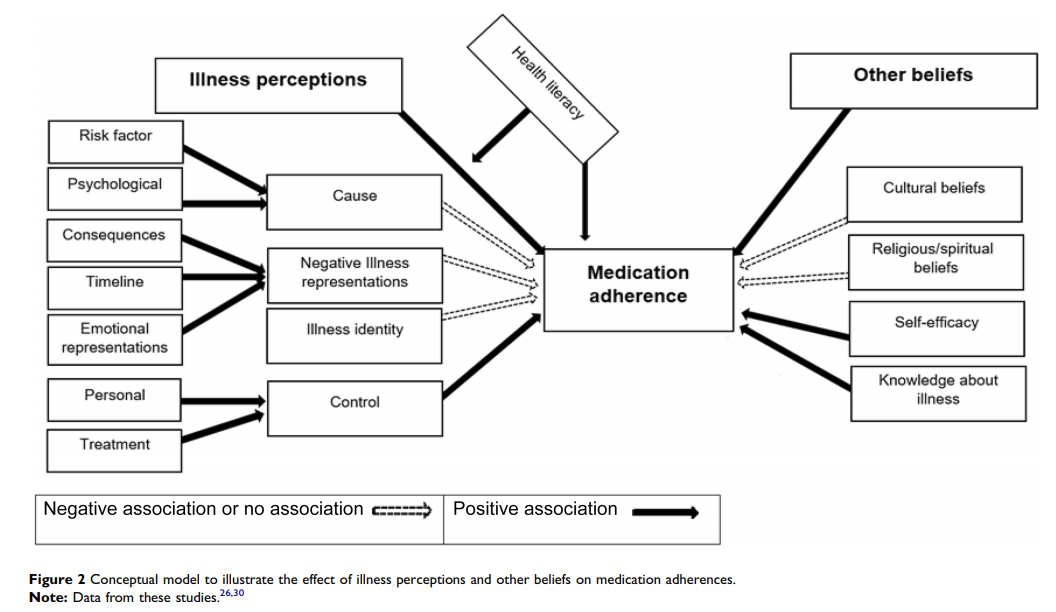 Illness perceptions
Health literacy
Other beliefs
Risk factor
Psychological
Consequences
Timeline
Emotional
representations
Personal
Treatment
Cause
Negative Illness
representations
Illness identity
Control
Medication
adherence
Cultural beliefs
Religious/spiritual
beliefs
Self-efficacy
Knowledge about
illness
Negative association or no association
Positive association
Figure 2 Conceptual model to illustrate the effect of illness perceptions and other beliefs on medication adherences.
Note: Data from these studies.26,30